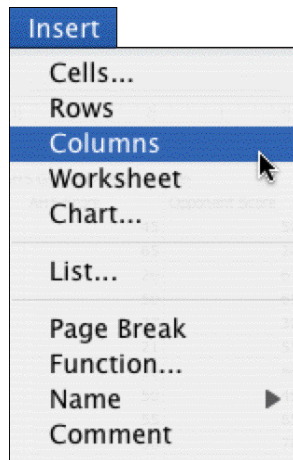 Insert
Cells...
Rows
Columns
Worksheet
Chart...
List...
Page Break
Function...
Name
Comment